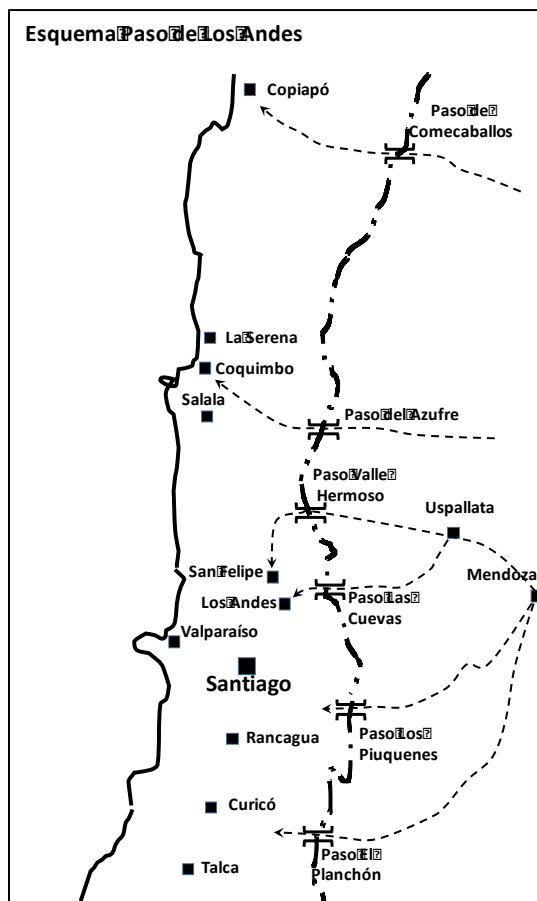 Esquema Paso de Los Andes
Copiapó
Paso de
Comecaballos
La Serena
Coquimbo
Salala
Paso del Azufre
Paso Valle
Hermoso
Uspallata
San Felipe
Mendoza
Los Andes
Paso Las
Cuevas
Valparaíso
Santiago
Rancagua
Paso Los
Piuquenes
Curicó
Paso El
Planchón
Talca